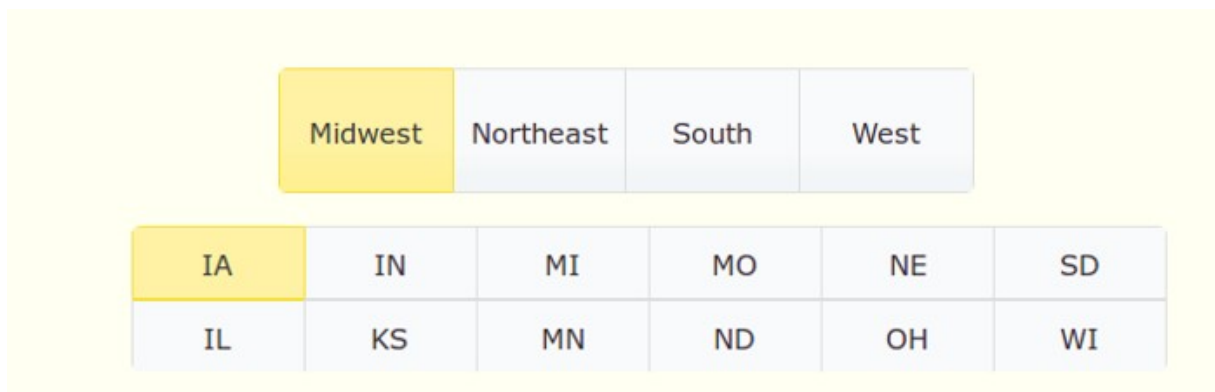 Midwest Northeast South West
IA IN MI MO NE SD
IL KS MN ND OH WI